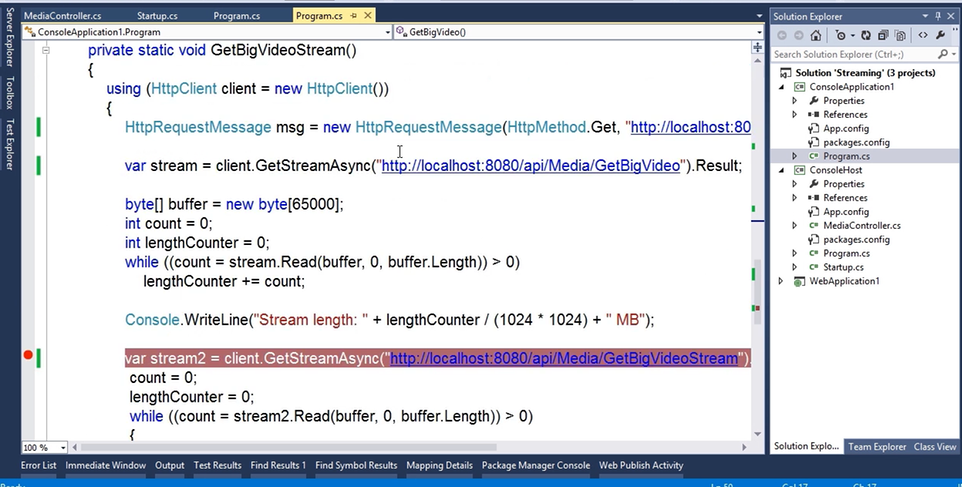 Server Explorer
Toolbox
Test Explorer
MediaController.cs Startup.cs Program.cs Program.cs
ConsoleApplication1.Program GetBigVideo()
private static void GetBigVideoStream()
{
using (HttpClient client = new HttpClient())
{
HttpRequestMessage msg = new HttpRequestMessage(HttpMethod.Get, "http://localhost:80
var stream = client.GetStreamAsync("http://localhost:8080/api/Media/GetBigVideo").Result;
byte[] buffer = new byte[65000];
int count = 0;
int lengthCounter = 0;
while ((count = stream.Read(buffer, 0, buffer.Length)) > 0)
lengthCounter += count;
Console.WriteLine("Stream length: " + lengthCounter / (1024 * 1024) + " MB");
var stream2 = client.GetStreamAsync("http://localhost:8080/api/Media/GetBigVideoStream").
count = 0;
lengthCounter = 0;
while ((count = stream2.Read(buffer, 0, buffer.Length)) > 0)
{
100 %
Solution Explorer
Search Solution Explorer (Ctrl+;)
Solution 'Streaming' (3 projects)
ConsoleApplication1
Properties
References
App.config
packages.config
Program.cs
ConsoleHost
Properties
References
App.config
MediaController.cs
packages.config
Program.cs
Startup.cs
WebApplication1
Solution Explo... Team Explorer Class View
Error List Immediate Window Output Test Results Find Results 1 Find Symbol Results Mapping Details Package Manager Console Web Publish Activity